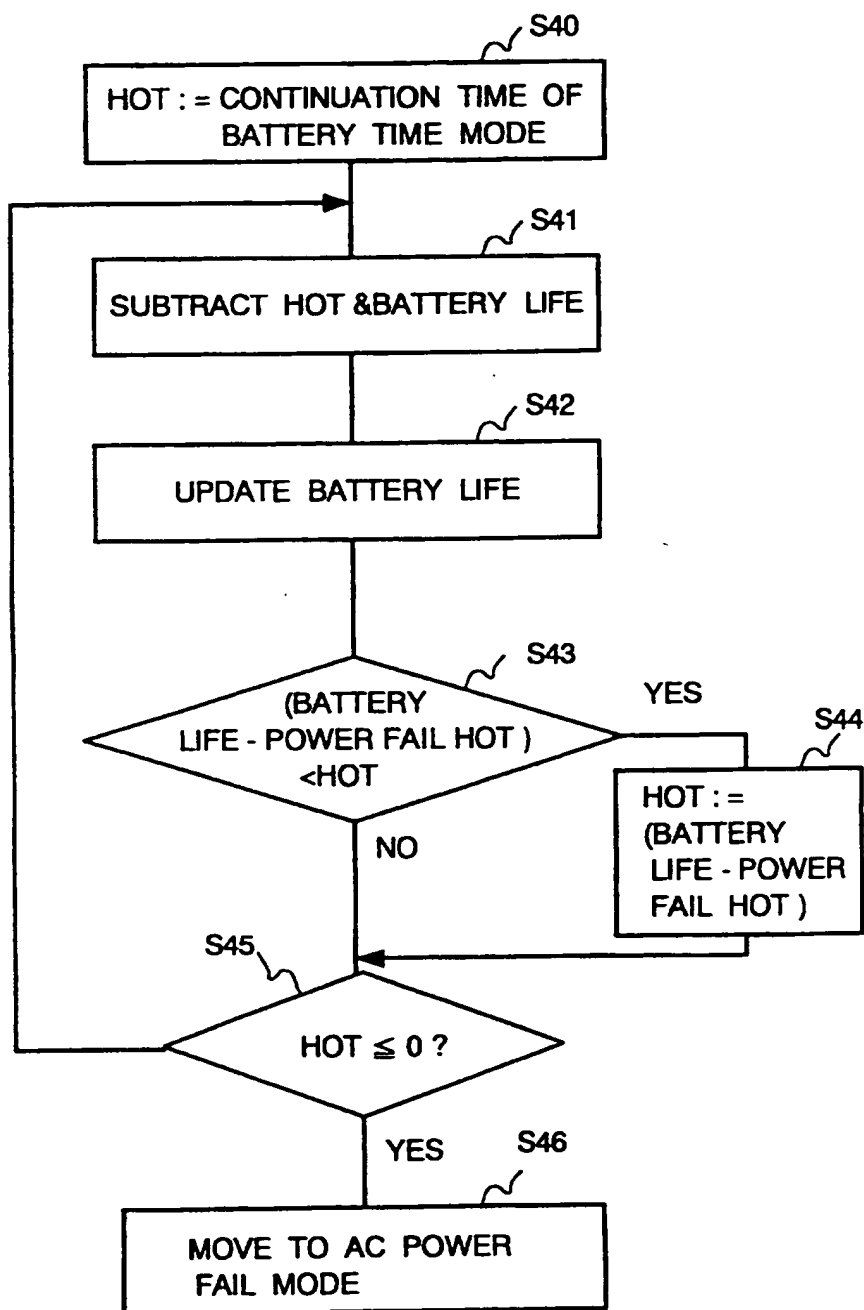 S40
HOT : = CONTINUATION TIME OF
BATTERY TIME MODE
S41
SUBTRACT HOT &BATTERY LIFE
S42
UPDATE BATTERY LIFE
S43
(BATTERY
LIFE - POWER FAIL HOT )
<HOT
YES
S44
HOT : =
(BATTERY
LIFE - POWER
FAIL HOT )
NO
S45
HOT ≦ 0 ?
YES
S46
MOVE TO AC POWER
FAIL MODE